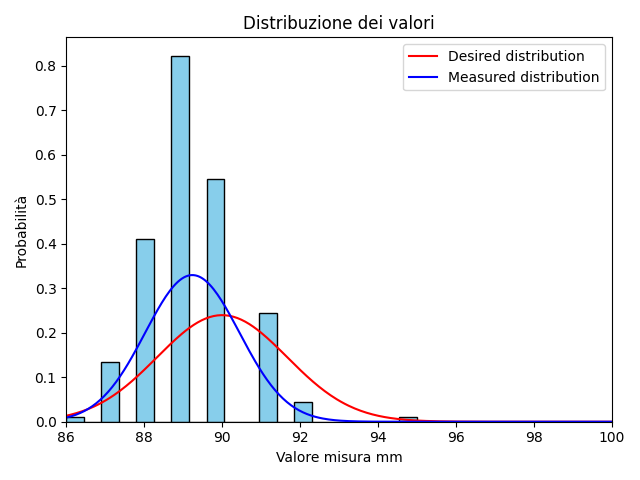 Distribuzione dei valori
Desired distribution
Measured distribution
Probabilità
0.8
0.7
0.6
0.5
0.4
0.3
0.2
0.1
0.0
86 88 90 92 94 96 98 100
Valore misura mm